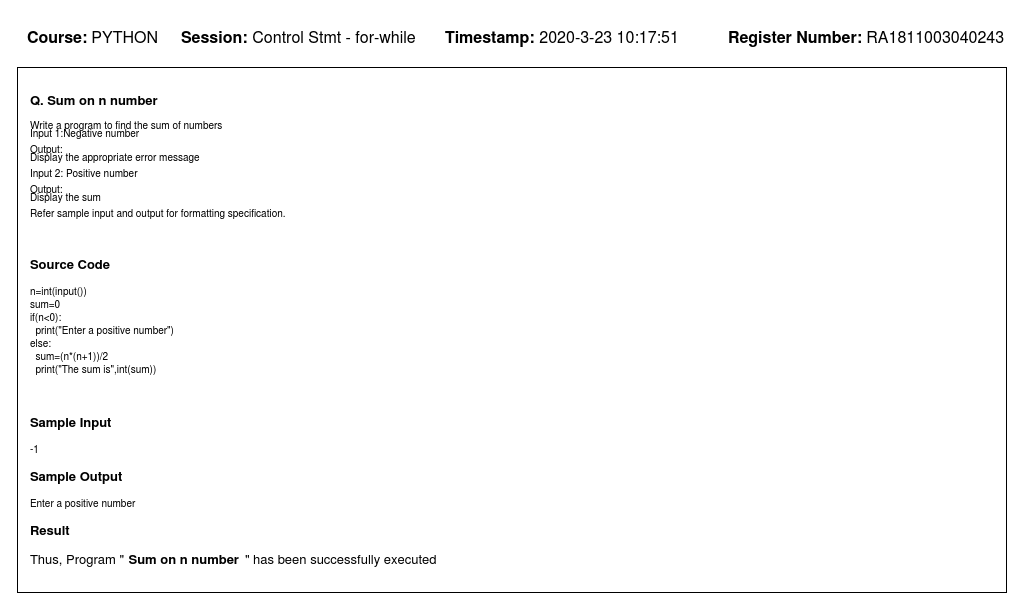 Course: PYTHON Session: Control Stmt - for-while Timestamp: 2020-3-23 10:17:51 Register Number: RA1811003040243
Q. Sum on n number
Write a program to find the sum of numbers
Input 1:Negative number
Output:
Display the appropriate error message
Input 2: Positive number
Output:
Display the sum
Refer sample input and output for formatting specification.
Source Code
n=int(input())
sum=0
if(n<0):
  print("Enter a positive number")
else:
  sum=(n*(n+1))/2
  print("The sum is",int(sum))
Sample Input
-1
Sample Output
Enter a positive number
Result
Thus, Program " Sum on n number " has been successfully executed